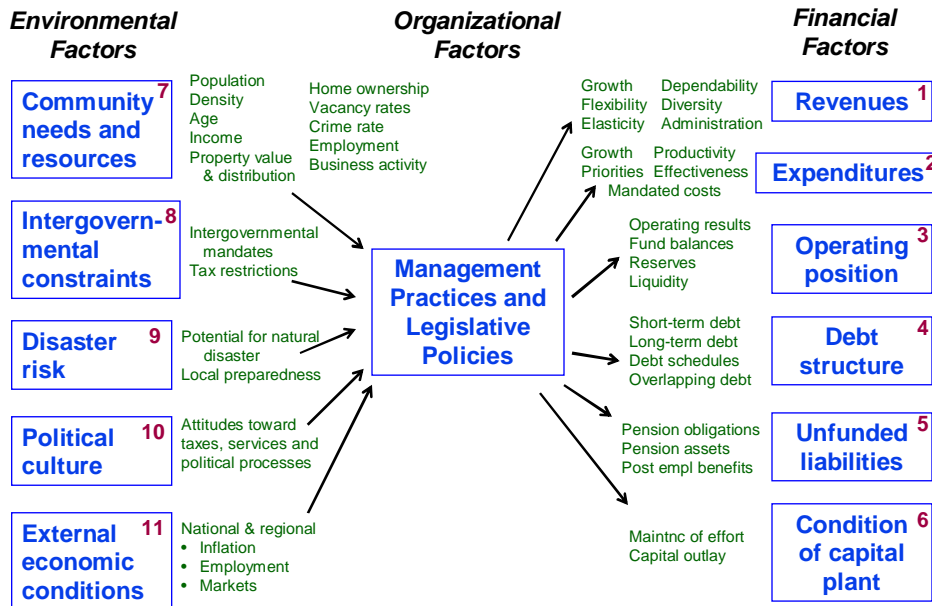 Environmental
Factors
Organizational
Factors
Financial
Factors
Community
needs and
resources
7
Population
Density
Age
Income
Property value
& distribution
Home ownership
Vacancy rates
Crime rate
Employment
Business activity
Intergovern-
mental
constraints
8
Intergovernmental
mandates
Tax restrictions
Disaster
risk
9
Potential for natural
disaster
Local preparedness
Political
culture
10
Attitudes toward
taxes, services and
political processes
External
economic
conditions
11
National & regional
• Inflation
• Employment
• Markets
Management
Practices and
Legislative
Policies
Growth
Flexibility
Elasticity
Dependability
Diversity
Administration
Revenues
1
Growth
Priorities
Productivity
Effectiveness
Mandated costs
Expenditures
2
Operating results
Fund balances
Reserves
Liquidity
Operating
position
3
Short-term debt
Long-term debt
Debt schedules
Overlapping debt
Debt
structure
4
Pension obligations
Pension assets
Post empl benefits
Unfunded
liabilities
5
Maintnc of effort
Capital outlay
Condition
of capital
plant
6